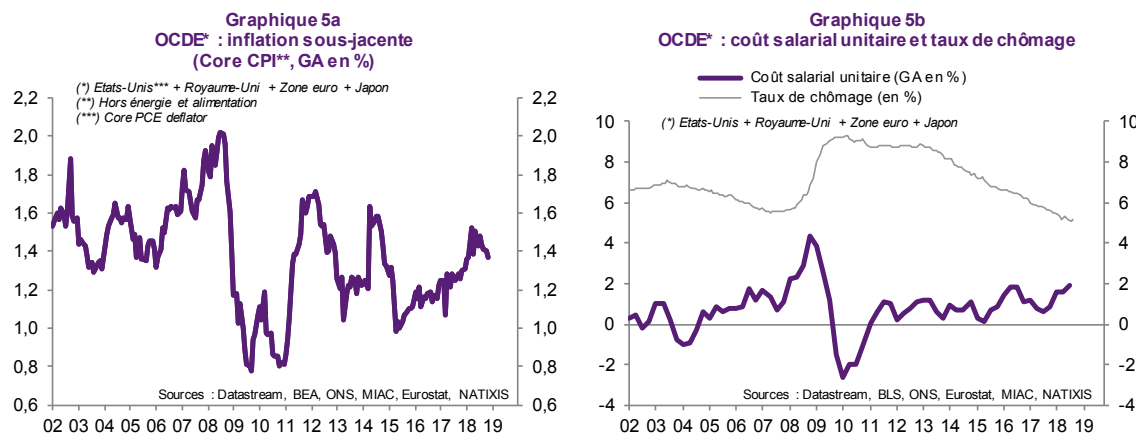 Graphique 5a
OCDE* : inflation sous-jacente
(Core CPI**, GA en %)
(*) Etats-Unis*** + Royaume-Uni + Zone euro + Japon
(**) Hors énergie et alimentation
(***) Core PCE deflator
2,2 2,2
2,0 2,0
1,8 1,8
1,6 1,6
1,4 1,4
1,2 1,2
1,0 1,0
0,8 0,8
Sources : Datastream, BEA, ONS, MIAC, Eurostat, NATIXIS
0,6 0,6
02 03 04 05 06 07 08 09 10 11 12 13 14 15 16 17 18 19
Graphique 5b
OCDE* : coût salarial unitaire et taux de chômage
Coût salarial unitaire (GA en %)
Taux de chômage (en %)
(*) Etats-Unis + Royaume-Uni + Zone euro + Japon
10 10
8 8
6 6
4 4
2 2
0 0
-2 -2
Sources : Datastream, BLS, ONS, Eurostat, MIAC, NATIXIS
-4 -4
02 03 04 05 06 07 08 09 10 11 12 13 14 15 16 17 18 19